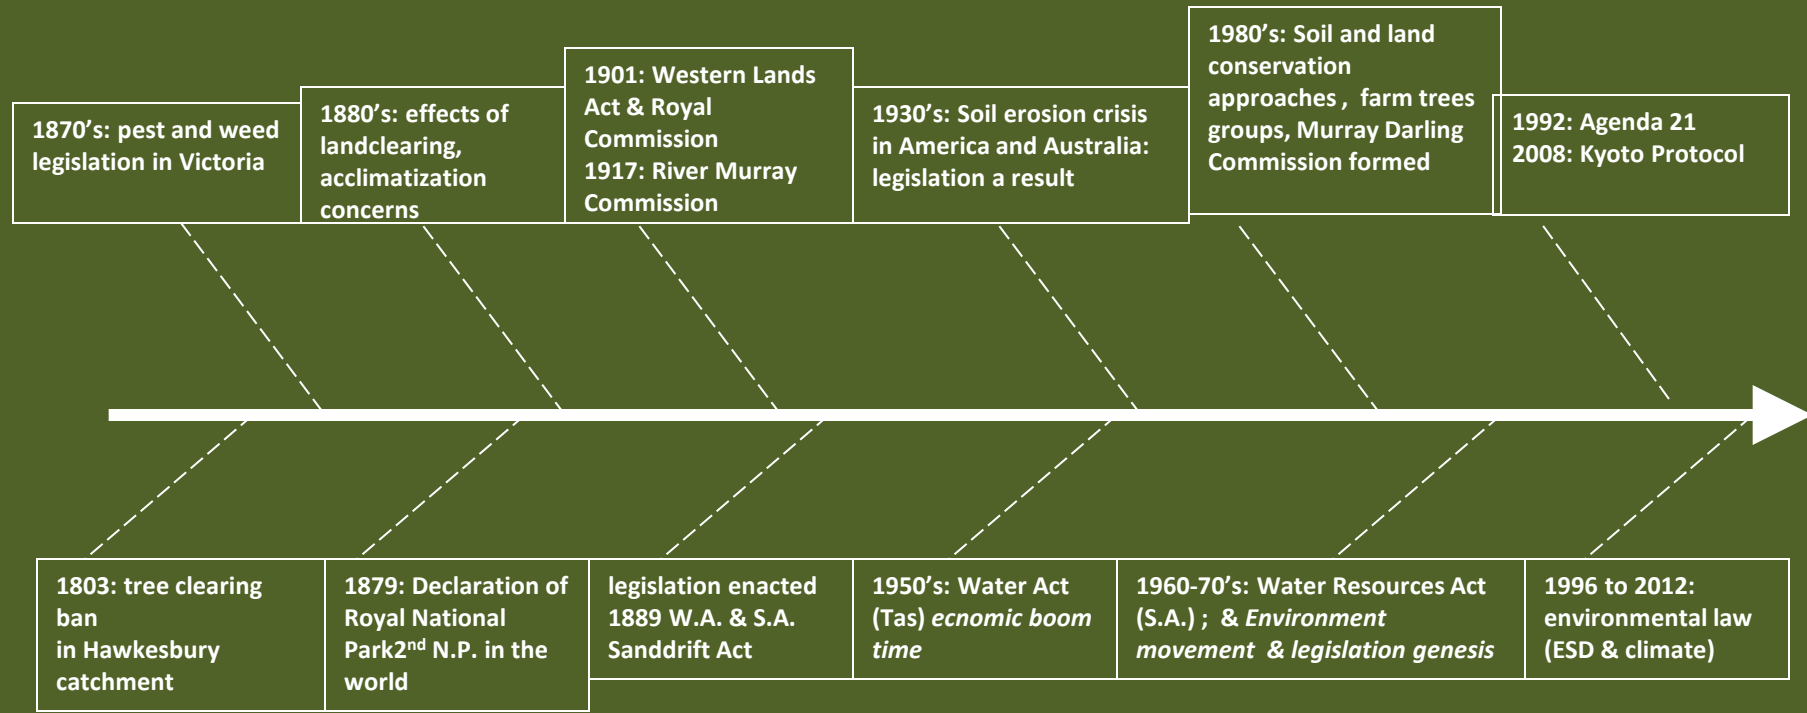 1870’s: pest and weed
legislation in Victoria
1880’s: effects of
landclearing,
acclimatization
concerns
1901: Western Lands
Act & Royal
Commission
1917: River Murray
Commission
1930’s: Soil erosion crisis
in America and Australia:
legislation a result
1980’s: Soil and land
conservation
approaches , farm trees
groups, Murray Darling
Commission formed
1992: Agenda 21
2008: Kyoto Protocol
1803: tree clearing
ban
in Hawkesbury
catchment
1879: Declaration of
Royal National
Park2nd N.P. in the
world
legislation enacted
1889 W.A. & S.A.
Sanddrift Act
1950’s: Water Act
(Tas) ecnomic boom
time
1960-70’s: Water Resources Act
(S.A.) ; & Environment
movement & legislation genesis
1996 to 2012:
environmental law
(ESD & climate)